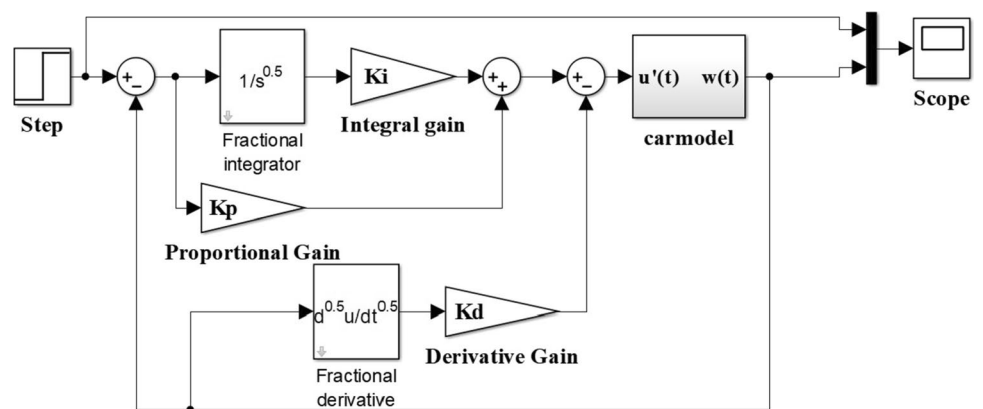 Step
+
−
1/s^0.5
Fractional
integrator
Ki
Integral gain
+
+
+
−
u'(t) w(t)
carmodel
Scope
Kp
Proportional Gain
d^0.5u/dt^0.5
Fractional
derivative
Kd
Derivative Gain